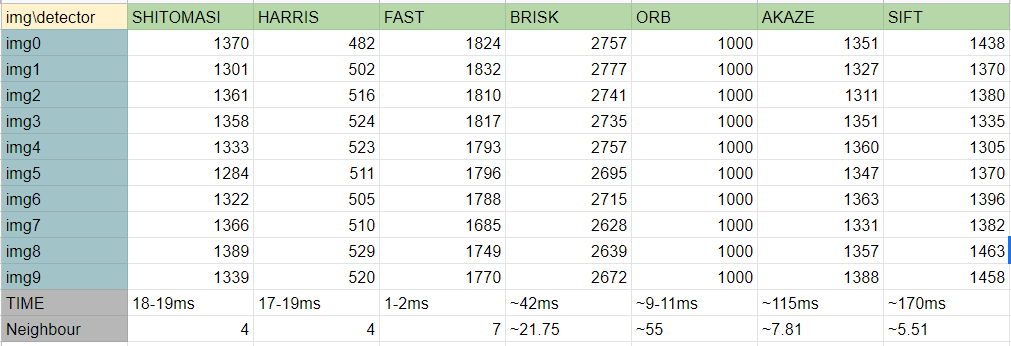 img\detector SHITOMASI HARRIS FAST BRISK ORB AKAZE SIFT
img0 1370 482 1824 2757 1000 1351 1438
img1 1301 502 1832 2777 1000 1327 1370
img2 1361 516 1810 2741 1000 1311 1380
img3 1358 524 1817 2735 1000 1351 1335
img4 1333 523 1793 2757 1000 1360 1305
img5 1284 511 1796 2695 1000 1347 1370
img6 1322 505 1788 2715 1000 1363 1396
img7 1366 510 1685 2628 1000 1331 1382
img8 1389 529 1749 2639 1000 1357 1463
img9 1339 520 1770 2672 1000 1388 1458
TIME 18-19ms 17-19ms 1-2ms ~42ms ~9-11ms ~115ms ~170ms
Neighbour 4 4 7 ~21.75 ~55 ~7.81 ~5.51